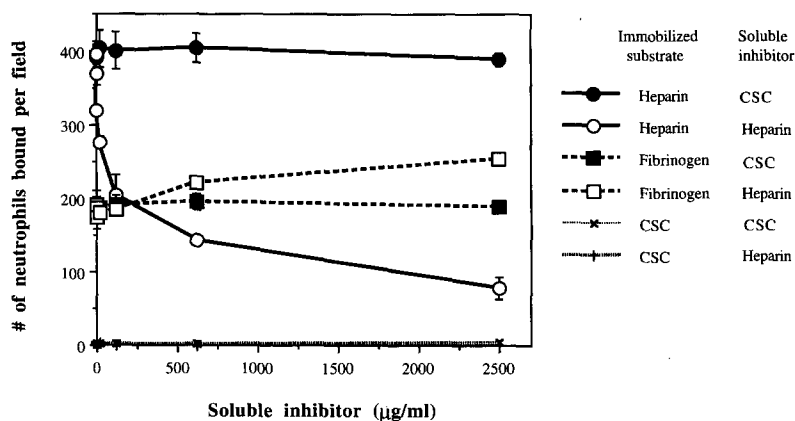 # of neutrophils bound per field
400
300
200
100
0
0
500
1000
1500
2000
2500
Soluble inhibitor (µg/ml)
Immobilized substrate
Soluble inhibitor
Heparin CSC
Heparin Heparin
Fibrinogen CSC
Fibrinogen Heparin
CSC CSC
CSC Heparin